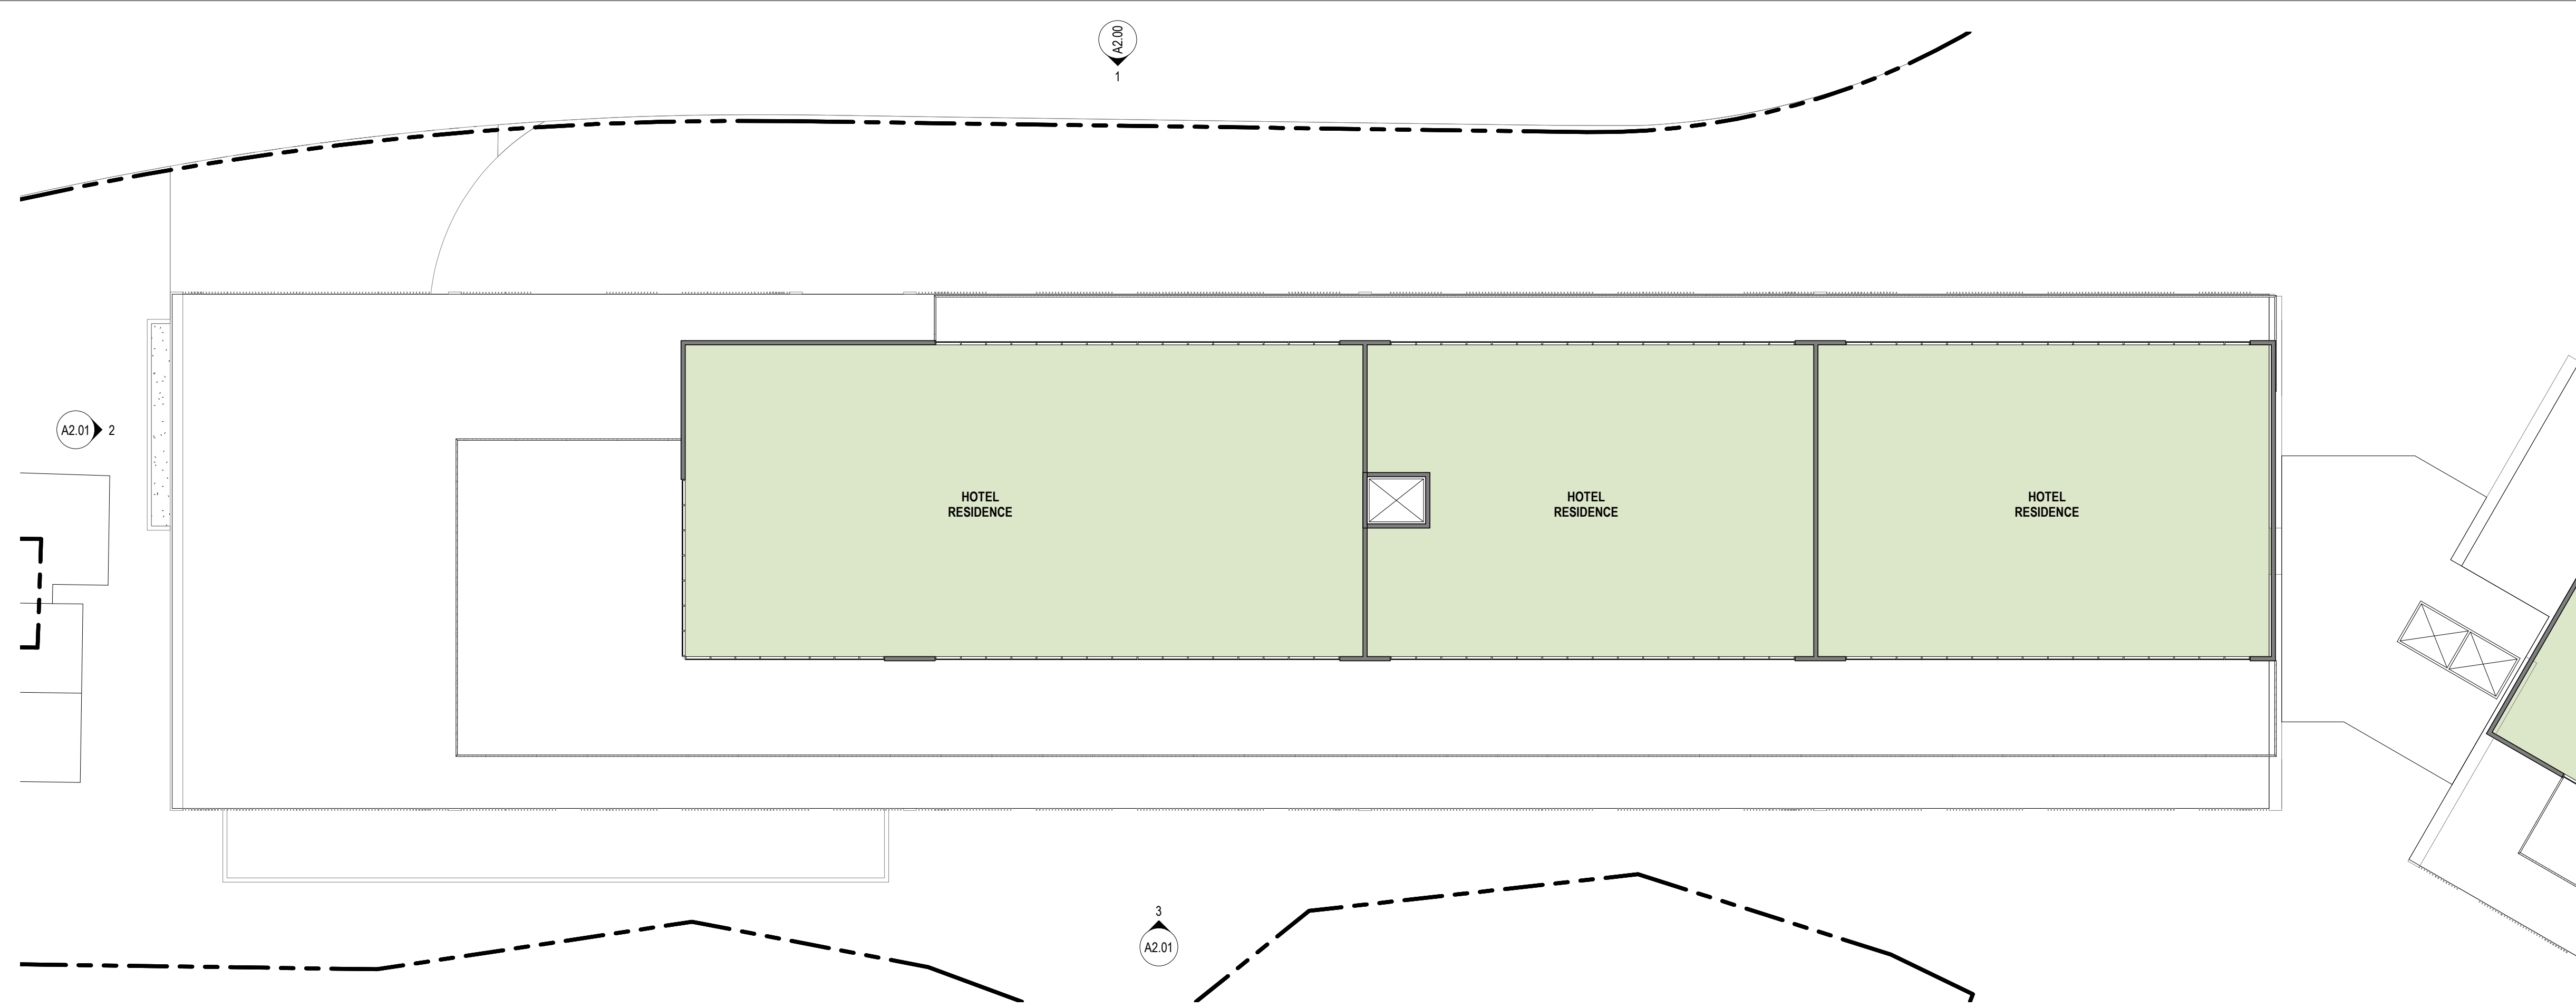 A2.00
1
A2.01
2
HOTEL
RESIDENCE
HOTEL
RESIDENCE
HOTEL
RESIDENCE
3
A2.01